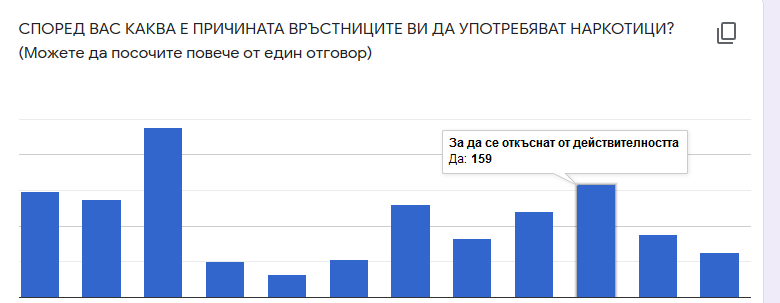 СПОРЕД ВАС КАКВА Е ПРИЧИНАТА ВРЪСТНИЦИТЕ ВИ ДА УПОТРЕБЯВАТ НАРКОТИЦИ?
(Можете да посочите повече от един отговор)
За да се откъснат от действителността
Да: 159